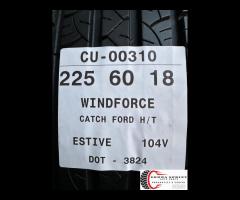 CU-00310
225 60 18
WINDFORCE
CATCH FORD H/T
ESTIVE 104V
DOT - 3824